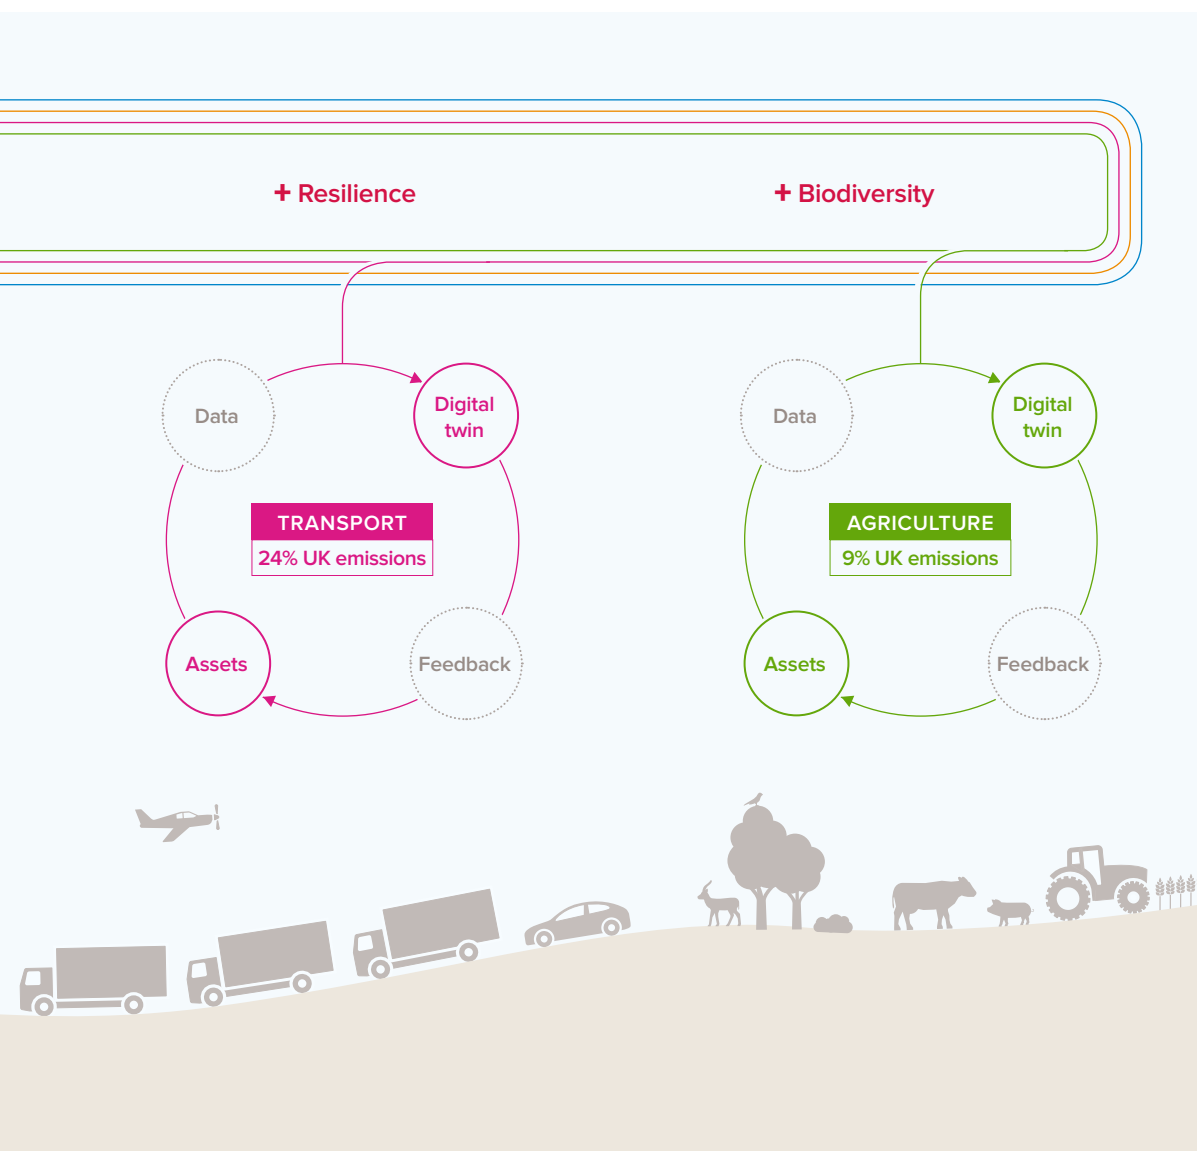 + Resilience
+ Biodiversity
Data
Digital
twin
TRANSPORT
24% UK emissions
Assets
Feedback
Data
Digital
twin
AGRICULTURE
9% UK emissions
Assets
Feedback